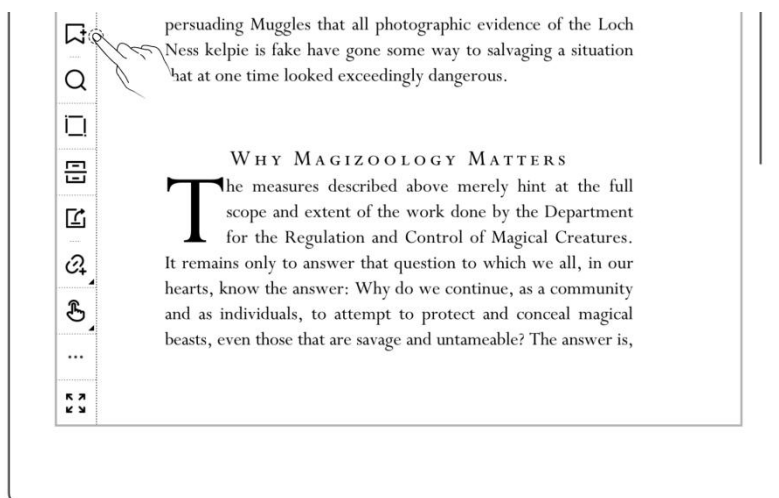 persuading Muggles that all photographic evidence of the Loch
Ness kelpie is fake have gone some way to salvaging a situation
hat at one time looked exceedingly dangerous.
WHY MAGIZOOLOGY MATTERS
The measures described above merely hint at the full
scope and extent of the work done by the Department
for the Regulation and Control of Magical Creatures.
It remains only to answer that question to which we all, in our
hearts, know the answer: Why do we continue, as a community
and as individuals, to attempt to protect and conceal magical
beasts, even those that are savage and untameable? The answer is,